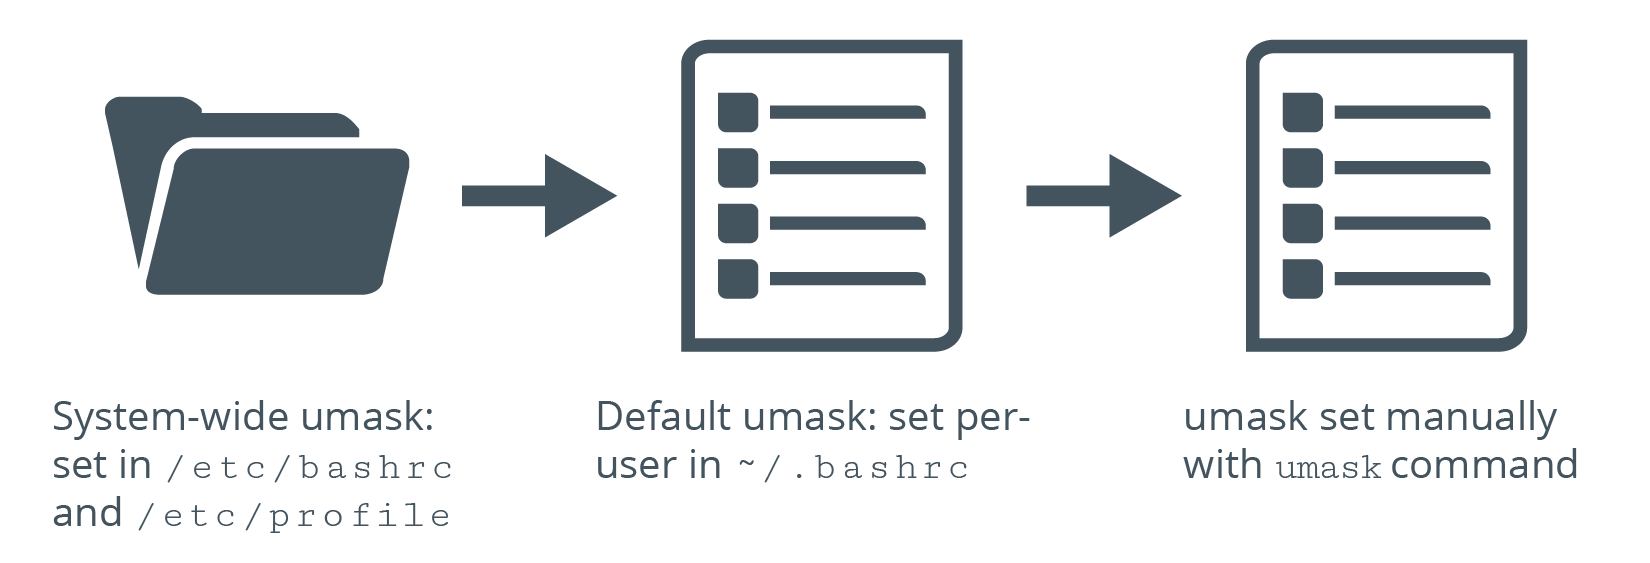 System-wide umask:
set in /etc/bashrc
and /etc/profile
Default umask: set per-
user in ~/.bashrc
umask set manually
with umask command